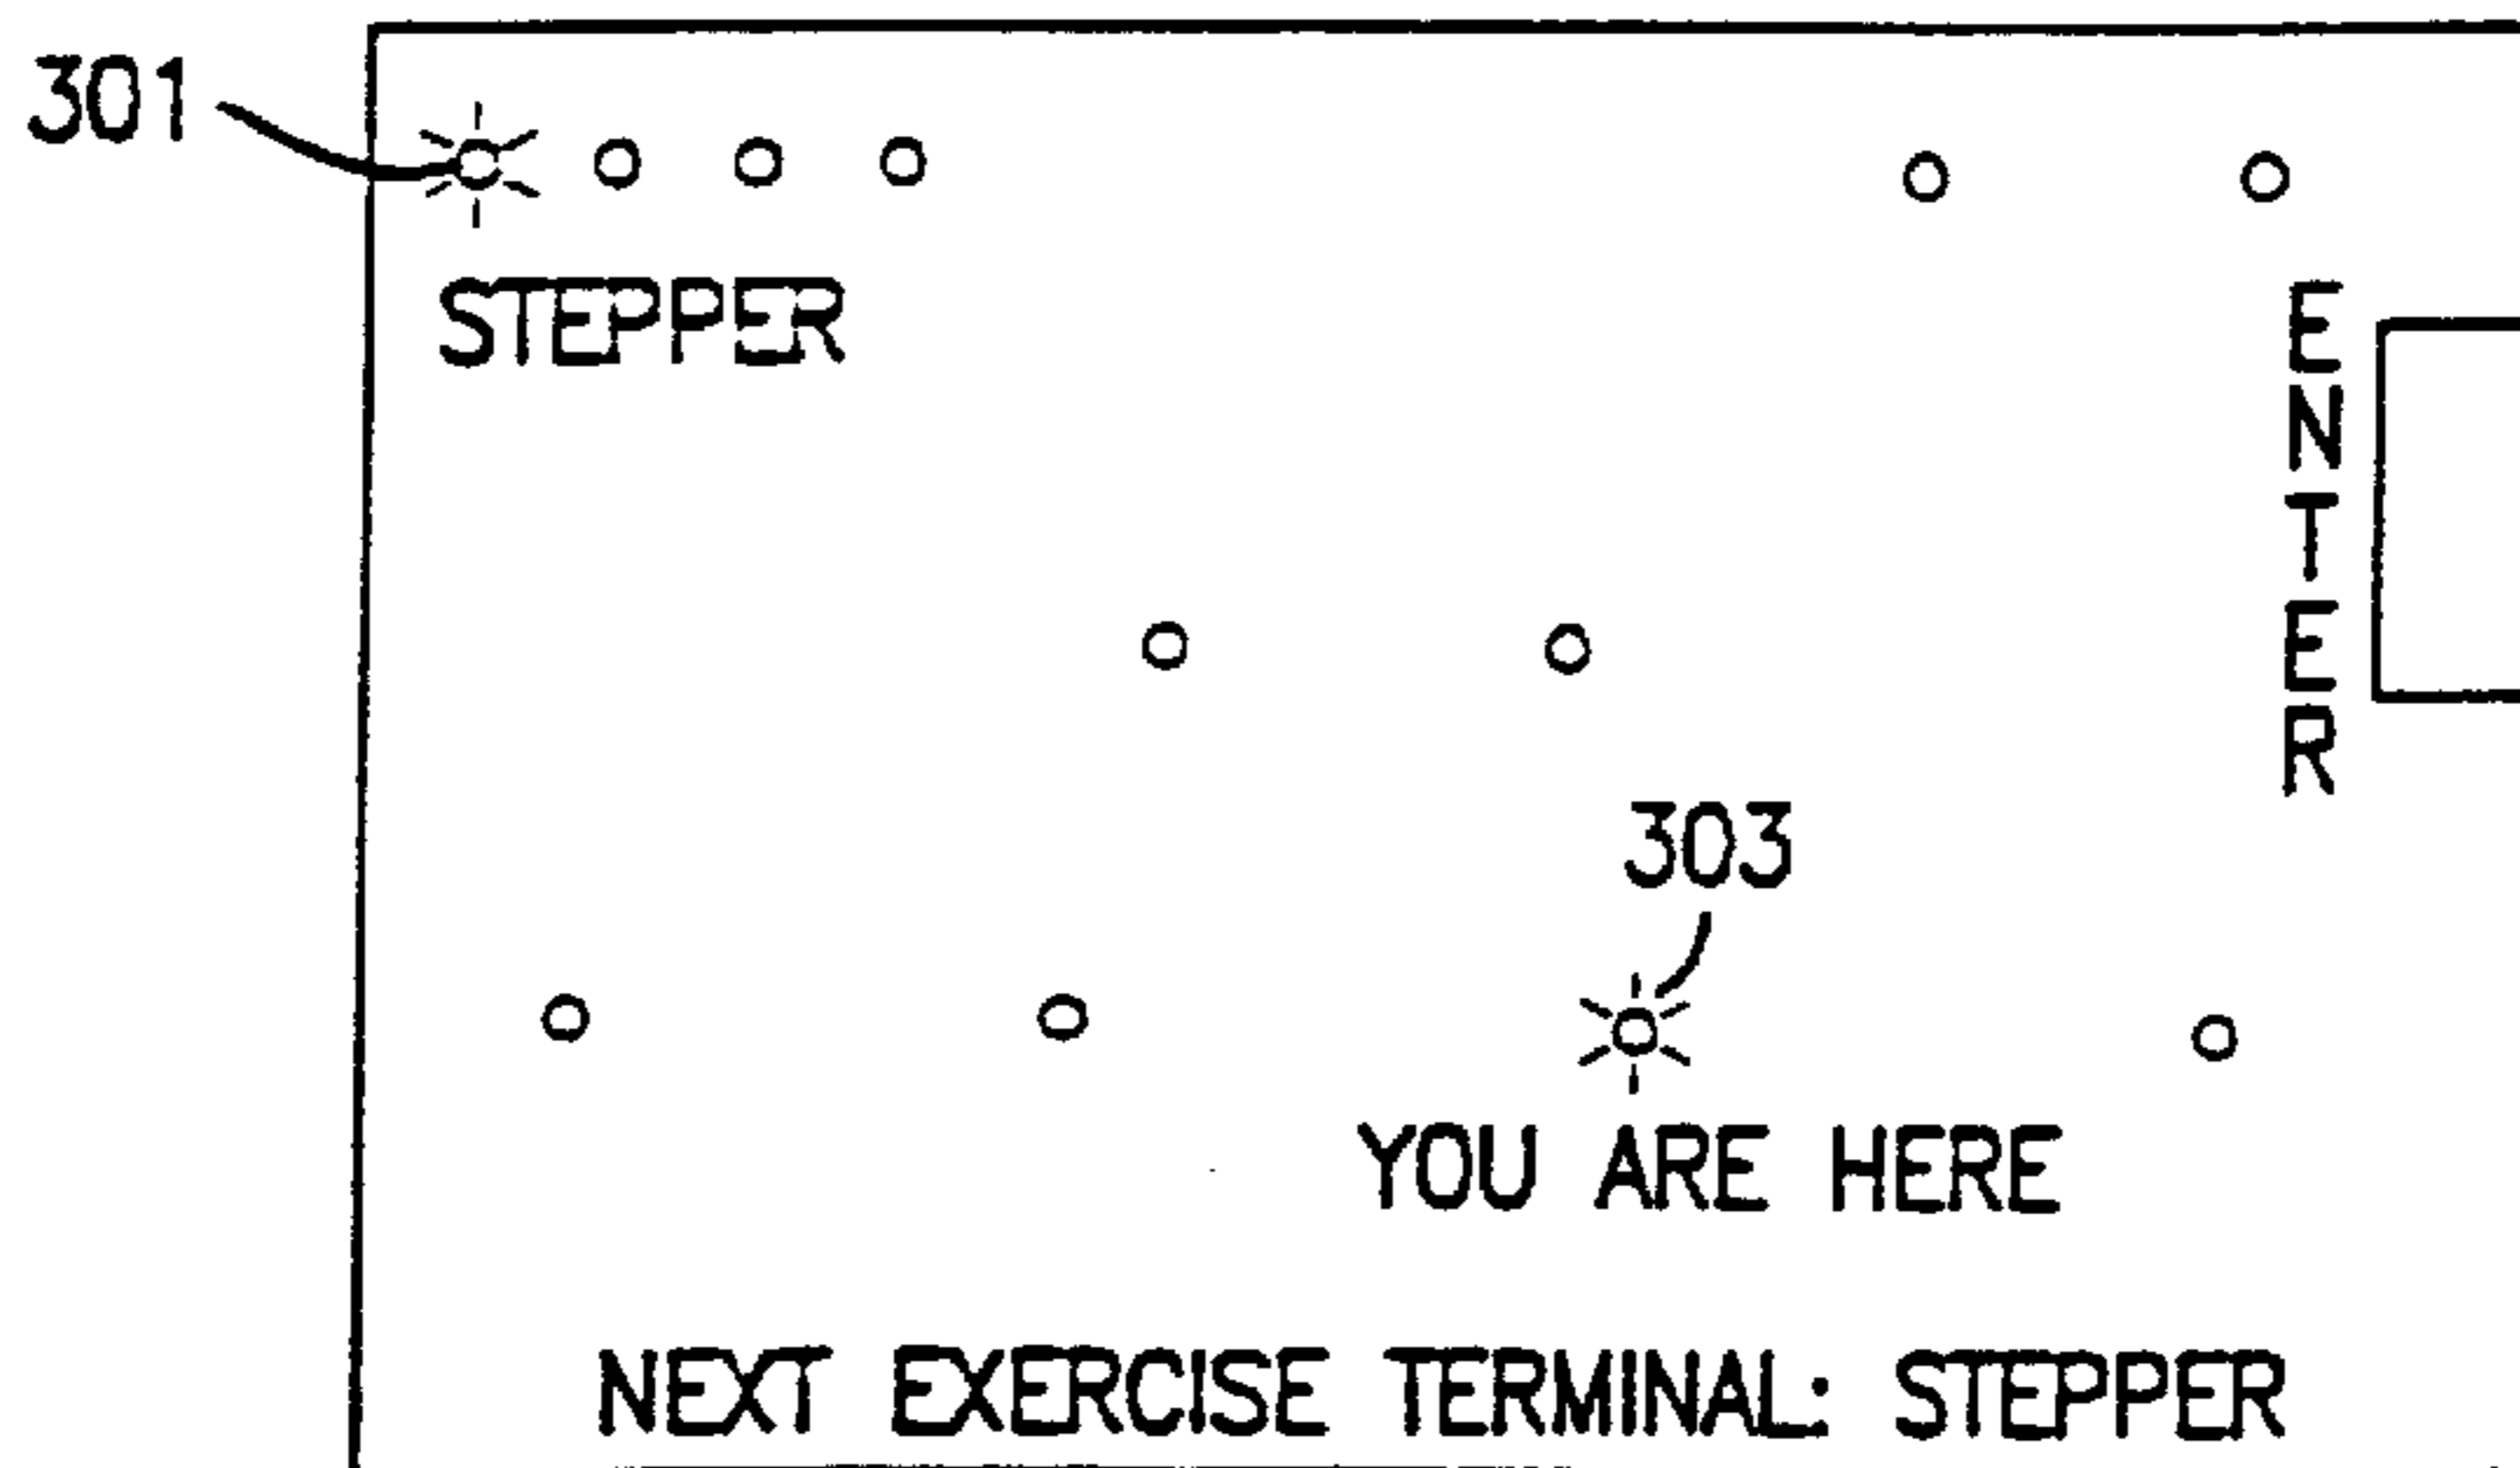 301
STEPPER
ENTER
303
YOU ARE HERE
NEXT EXERCISE TERMINAL: STEPPER